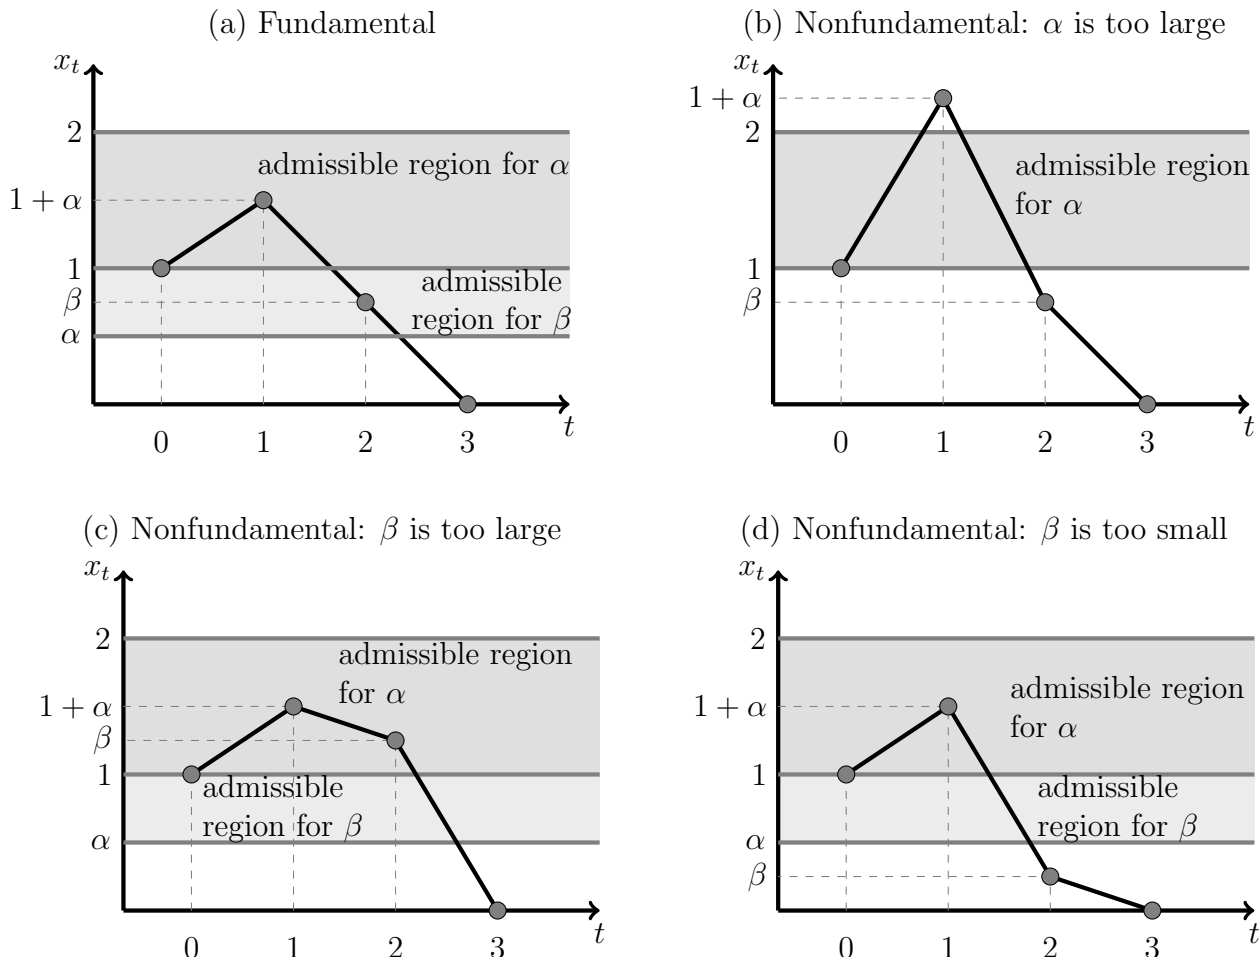 (a) Fundamental
x_t
2
admissible region for α
1 + α
1
admissible
region for β
β
α
0 1 2 3
t
(b) Nonfundamental: α is too large
x_t
1 + α
2
admissible region
for α
1
β
0 1 2 3
t
(c) Nonfundamental: β is too large
x_t
2
admissible region
for α
1 + α
β
1
admissible
region for β
α
0 1 2 3
t
(d) Nonfundamental: β is too small
x_t
2
admissible region
for α
1 + α
1
admissible
region for β
α
β
0 1 2 3
t